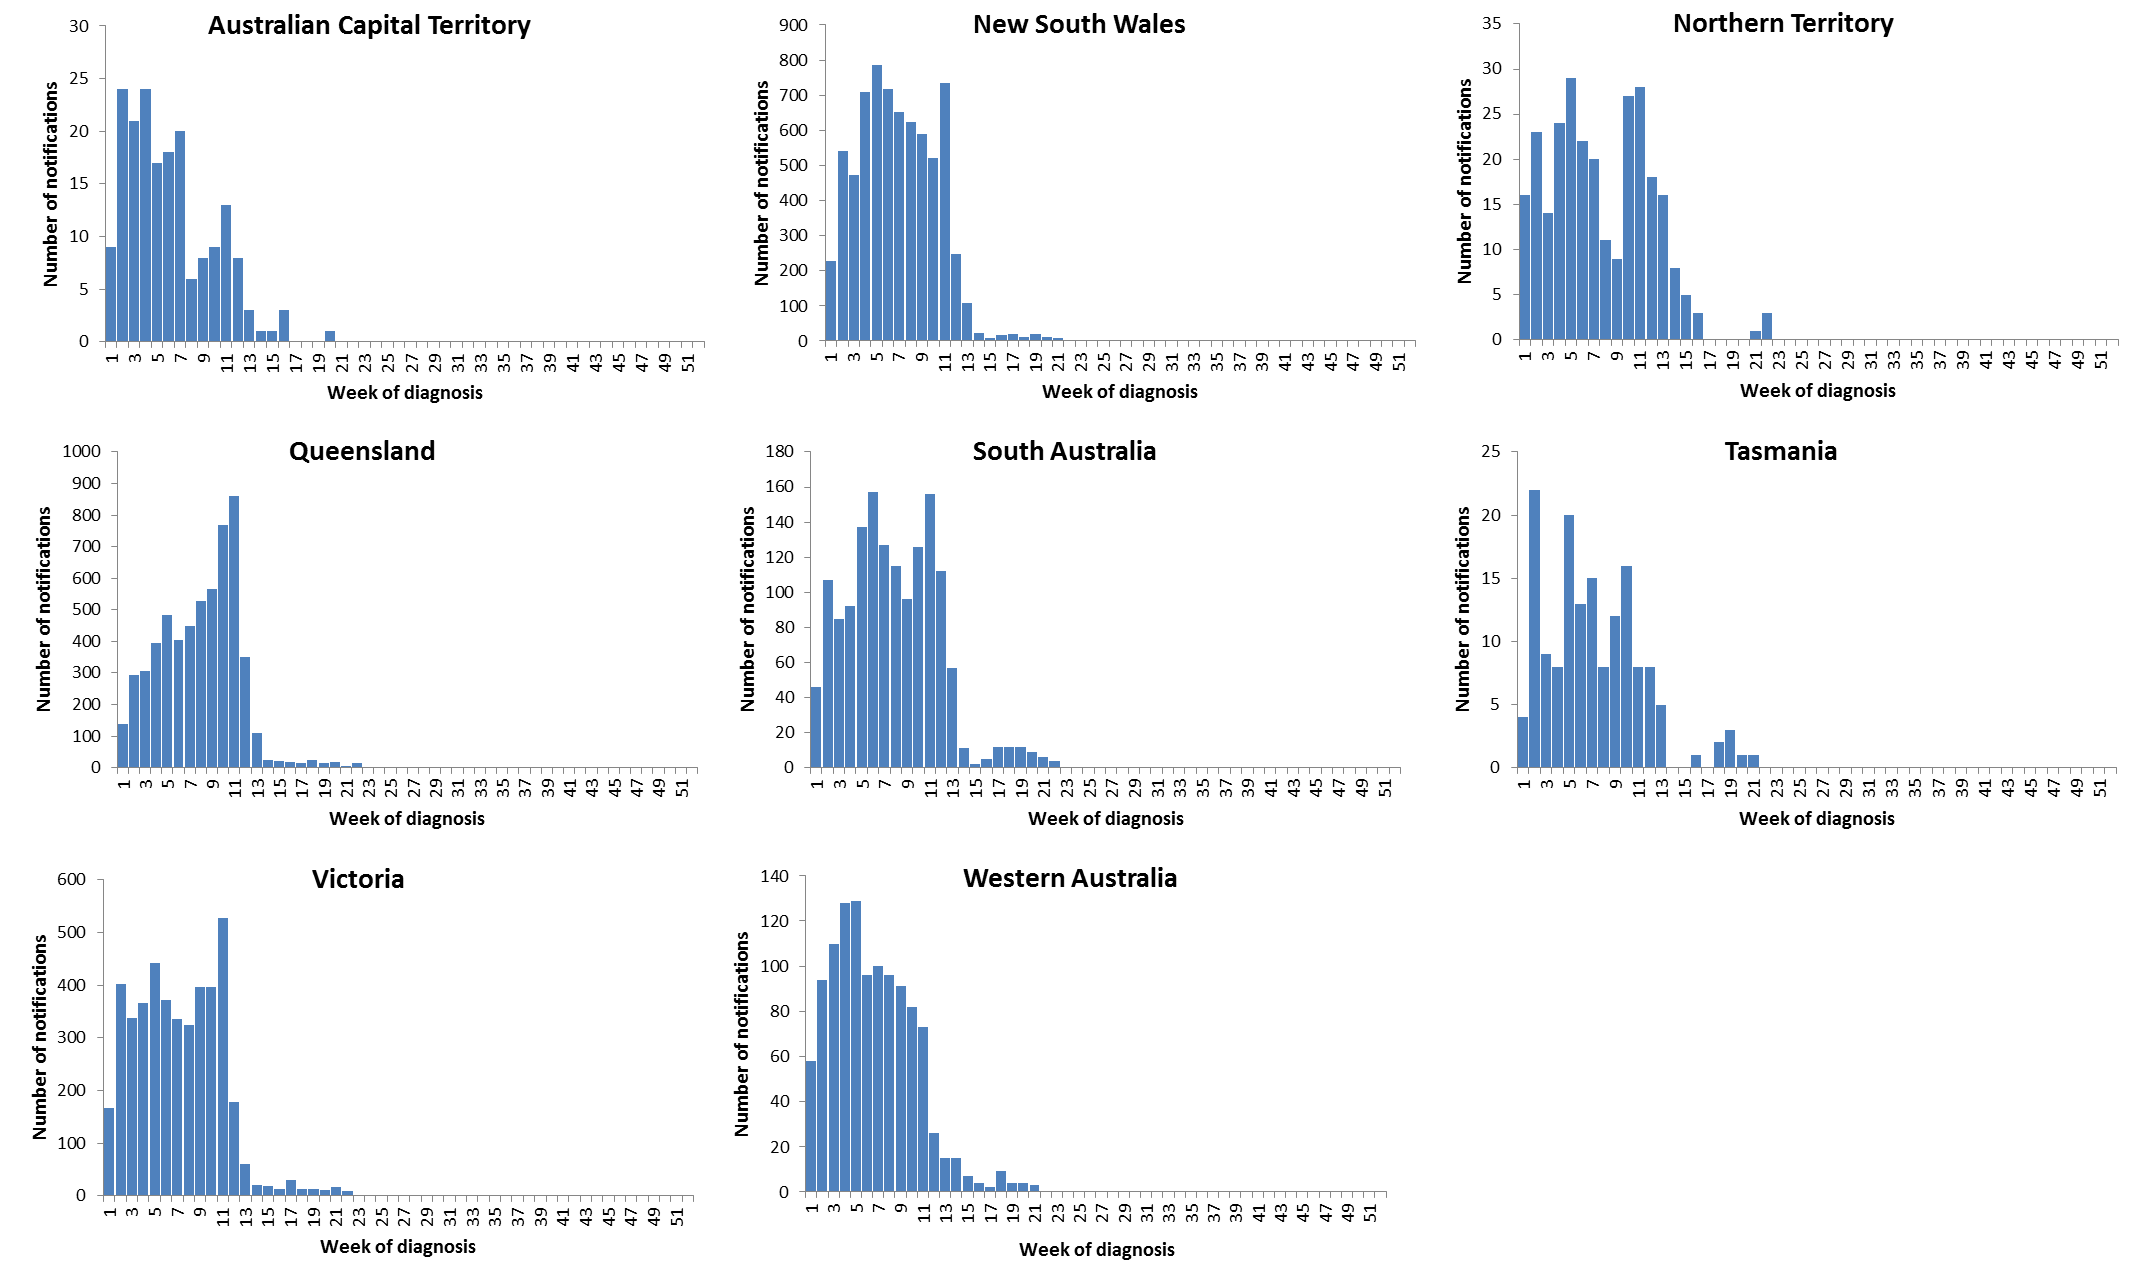 Australian Capital Territory
30
25
20
15
10
5
0
Number of notifications
1 3 5 7 9 11 13 15 17 19 21 23 25 27 29 31 33 35 37 39 41 43 45 47 49 51
Week of diagnosis
New South Wales
900
800
700
600
500
400
300
200
100
0
Number of notifications
1 3 5 7 9 11 13 15 17 19 21 23 25 27 29 31 33 35 37 39 41 43 45 47 49 51
Week of diagnosis
Northern Territory
35
30
25
20
15
10
5
0
Number of notifications
1 3 5 7 9 11 13 15 17 19 21 23 25 27 29 31 33 35 37 39 41 43 45 47 49 51
Week of diagnosis
Queensland
1000
900
800
700
600
500
400
300
200
100
0
Number of notifications
1 3 5 7 9 11 13 15 17 19 21 23 25 27 29 31 33 35 37 39 41 43 45 47 49 51
Week of diagnosis
South Australia
180
160
140
120
100
80
60
40
20
0
Number of notifications
1 3 5 7 9 11 13 15 17 19 21 23 25 27 29 31 33 35 37 39 41 43 45 47 49 51
Week of diagnosis
Tasmania
25
20
15
10
5
0
Number of notifications
1 3 5 7 9 11 13 15 17 19 21 23 25 27 29 31 33 35 37 39 41 43 45 47 49 51
Week of diagnosis
Victoria
600
500
400
300
200
100
0
Number of notifications
1 3 5 7 9 11 13 15 17 19 21 23 25 27 29 31 33 35 37 39 41 43 45 47 49 51
Week of diagnosis
Western Australia
140
120
100
80
60
40
20
0
Number of notifications
1 3 5 7 9 11 13 15 17 19 21 23 25 27 29 31 33 35 37 39 41 43 45 47 49 51
Week of diagnosis